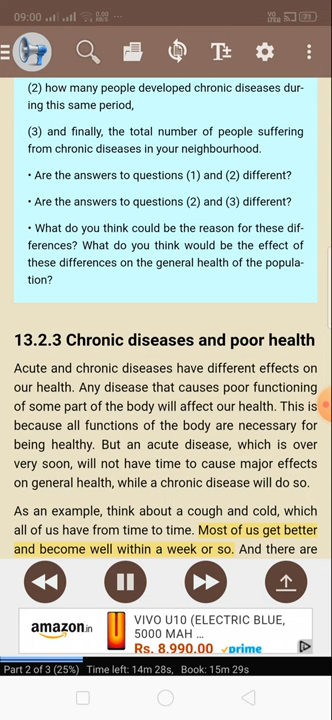 09:00
VO
LTE
71
T±
(2) how many people developed chronic diseases dur-
ing this same period,
(3) and finally, the total number of people suffering
from chronic diseases in your neighbourhood.
• Are the answers to questions (1) and (2) different?
• Are the answers to questions (2) and (3) different?
• What do you think could be the reason for these dif-
ferences? What do you think would be the effect of
these differences on the general health of the popula-
tion?
13.2.3 Chronic diseases and poor health
Acute and chronic diseases have different effects on
our health. Any disease that causes poor functioning
of some part of the body will affect our health. This is
because all functions of the body are necessary for
being healthy. But an acute disease, which is over
very soon, will not have time to cause major effects
on general health, while a chronic disease will do so.
As an example, think about a cough and cold, which
all of us have from time to time. Most of us get better
and become well within a week or so. And there are
amazon.in
VIVO U10 (ELECTRIC BLUE,
5000 MAH ...
Rs. 8,990.00 prime
Part 2 of 3 (25%) Time left: 14m 28s, Book: 15m 29s